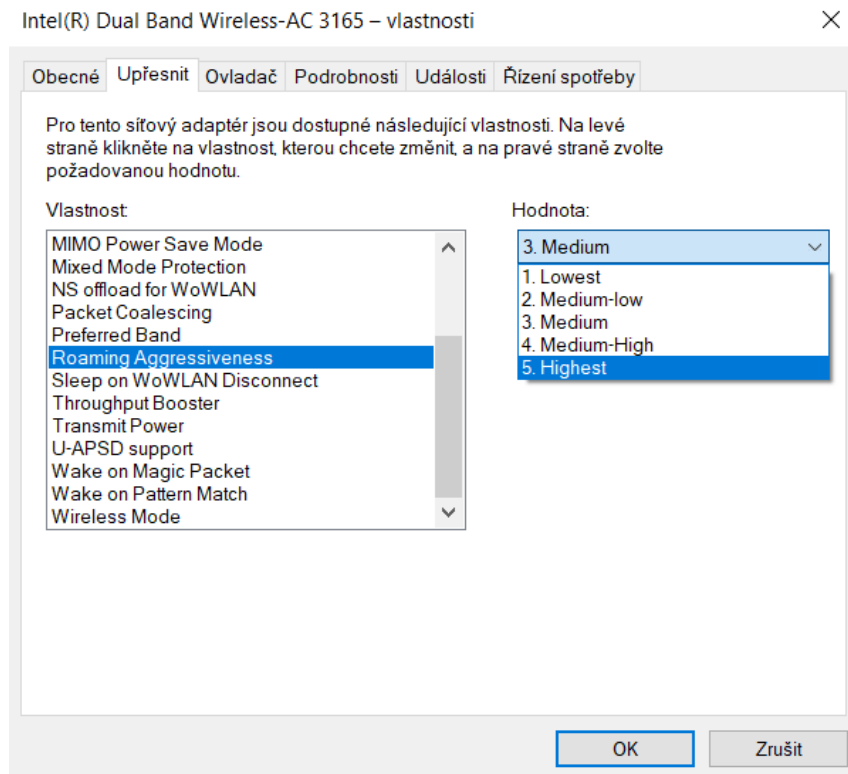 Intel(R) Dual Band Wireless-AC 3165 – vlastnosti
Obecné Upřesnit Ovladač Podrobnosti Události Řízení spotřeby
Pro tento síťový adaptér jsou dostupné následující vlastnosti. Na levé
straně klikněte na vlastnost, kterou chcete změnit, a na pravé straně zvolte
požadovanou hodnotu.
Vlastnost:
MIMO Power Save Mode
Mixed Mode Protection
NS offload for WoWLAN
Packet Coalescing
Preferred Band
Roaming Aggressiveness
Sleep on WoWLAN Disconnect
Throughput Booster
Transmit Power
U-APSD support
Wake on Magic Packet
Wake on Pattern Match
Wireless Mode
Hodnota:
3. Medium
1. Lowest
2. Medium-low
3. Medium
4. Medium-High
5. Highest
OK Zrušit